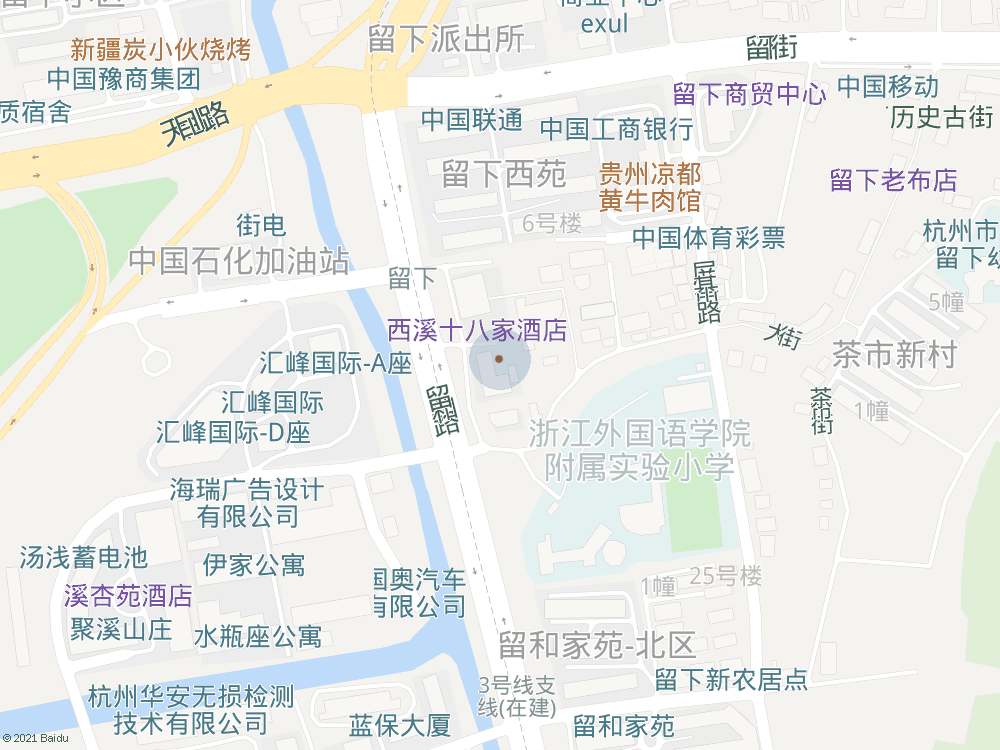 exul
留下派出所
留街
新疆炭小伙烧烤
中国豫商集团
中国移动
留下商贸中心
质宿舍
天目山路
中国联通
中国工商银行
历史古街
留下西苑
贵州凉都
黄牛肉馆
留下老布店
6号楼
街电
中国体育彩票
杭州市
留下幼
中国石化加油站
留下
屏基路
5幢
西溪十八家酒店
大街
茶市新村
汇峰国际-A座
汇峰国际
留和路
茶市街
1幢
汇峰国际-D座
浙江外国语学院
附属实验小学
海瑞广告设计
有限公司
汤浅蓄电池
伊家公寓
国奥汽车
有限公司
1幢
25号楼
溪杏苑酒店
聚溪山庄
水瓶座公寓
留和家苑-北区
杭州华安无损检测
技术有限公司
3号线支
线(在建)
留下新农居点
蓝保大厦
留和家苑
© 2021 Baidu